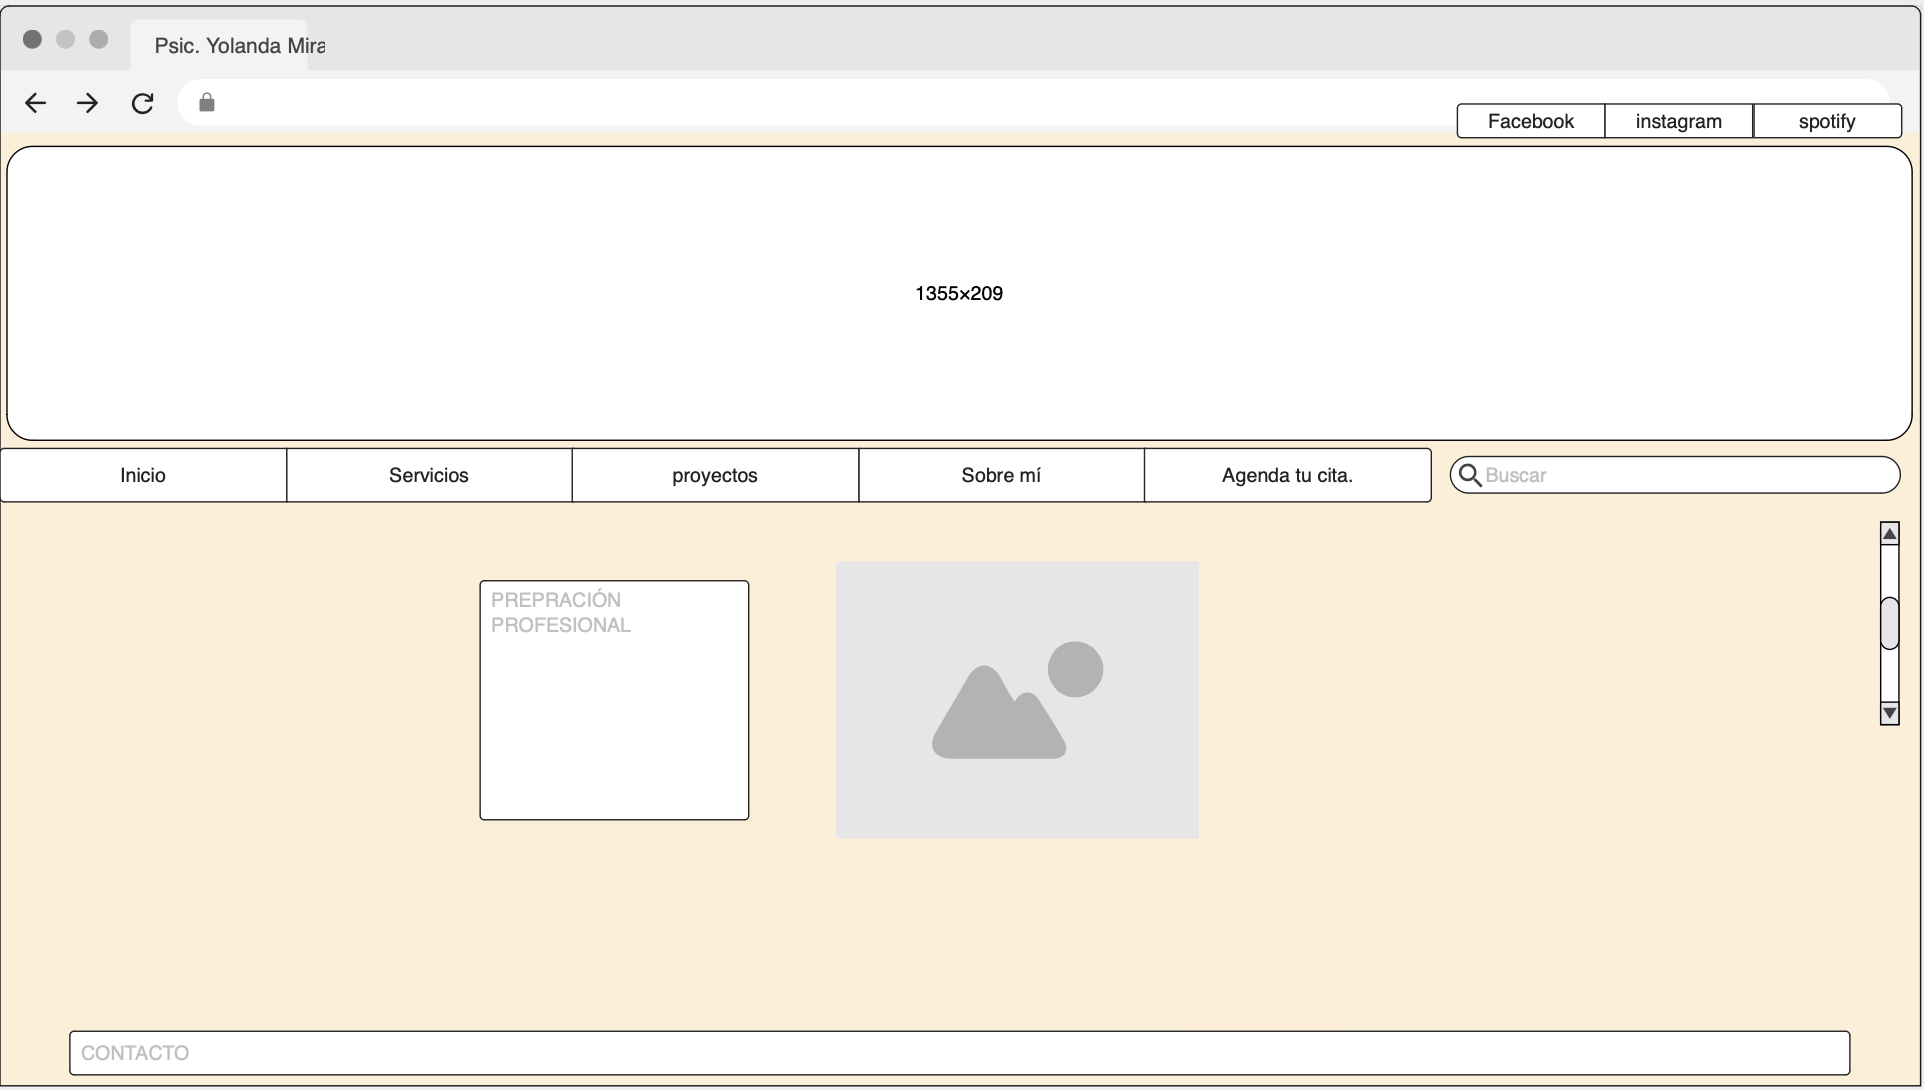 Psic. Yolanda Mira
Facebook
instagram
spotify
1355×209
Inicio
Servicios
proyectos
Sobre mí
Agenda tu cita.
Buscar
PREPRACIÓN
PROFESIONAL
CONTACTO